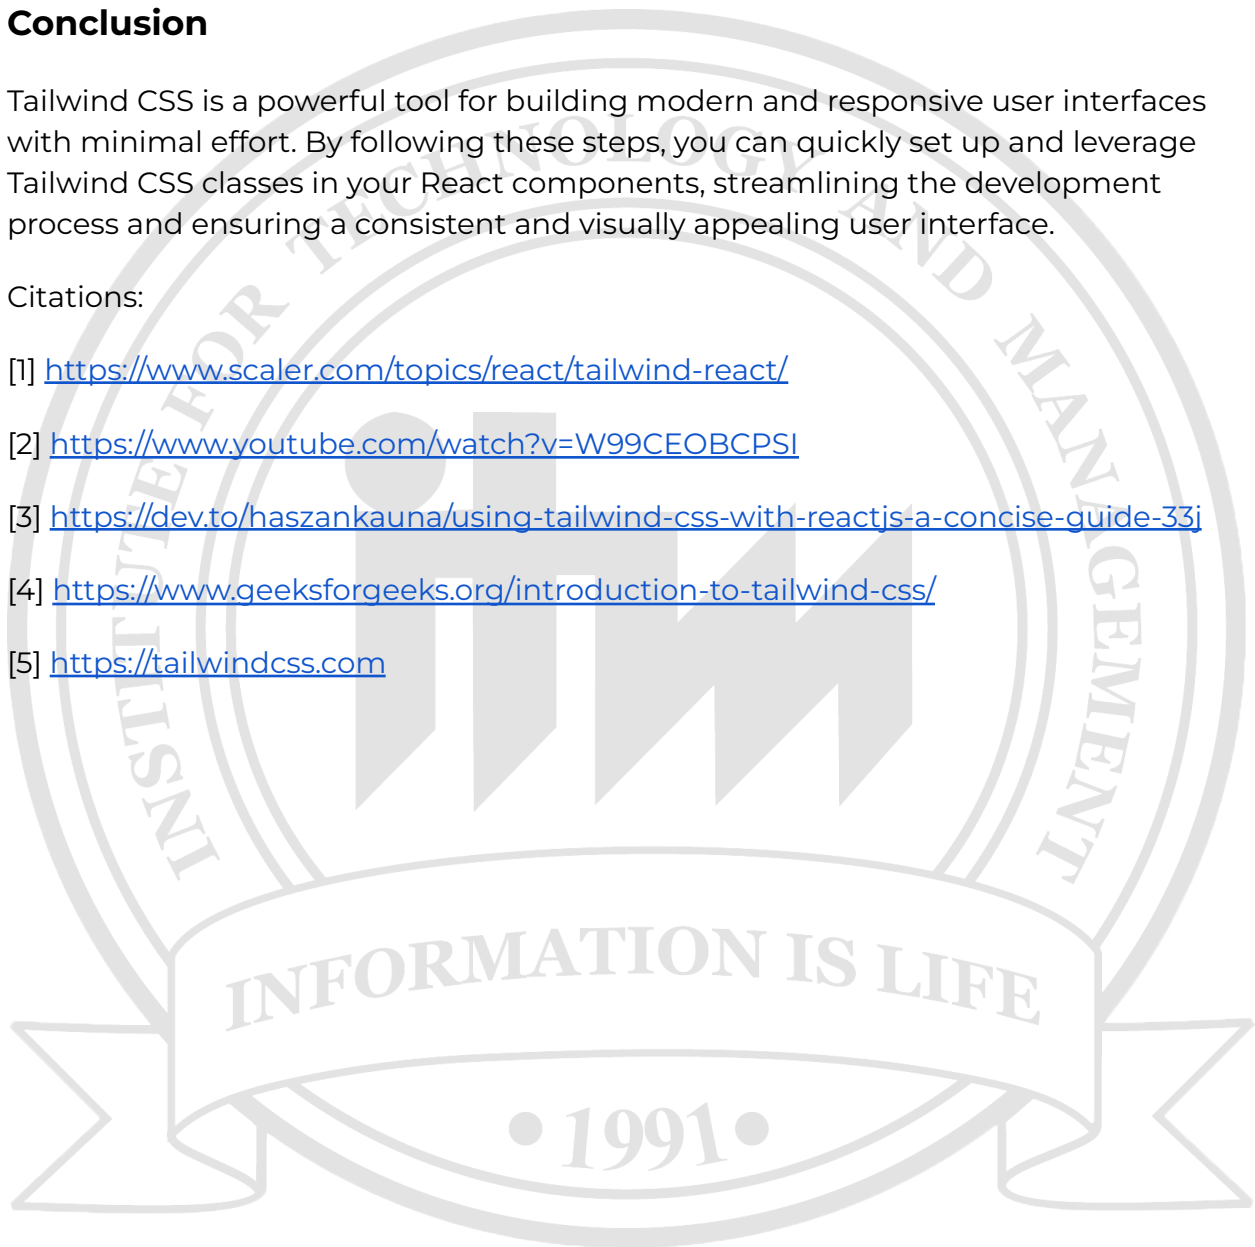 Conclusion
Tailwind CSS is a powerful tool for building modern and responsive user interfaces
with minimal effort. By following these steps, you can quickly set up and leverage
Tailwind CSS classes in your React components, streamlining the development
process and ensuring a consistent and visually appealing user interface.
Citations:
[1] https://www.scaler.com/topics/react/tailwind-react/
[2] https://www.youtube.com/watch?v=W99CEOBCPSI
[3] https://dev.to/haszankauna/using-tailwind-css-with-reactjs-a-concise-guide-33j
[4] https://www.geeksforgeeks.org/introduction-to-tailwind-css/
[5] https://tailwindcss.com
INSTITUTE FOR TECHNOLOGY AND MANAGEMENT
itm
INFORMATION IS LIFE
• 1991 •